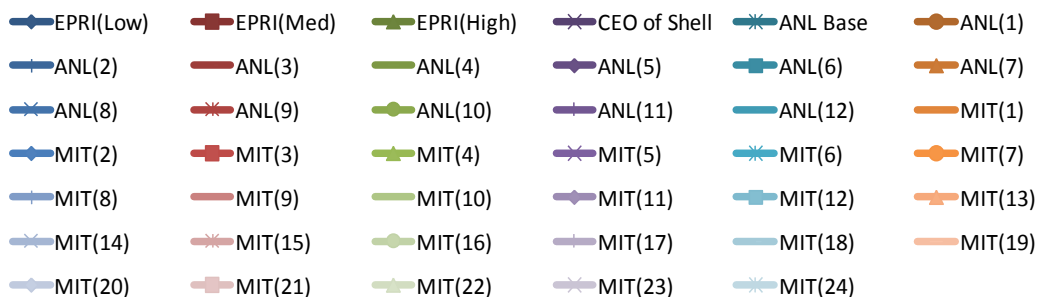 EPRI(Low) EPRI(Med) EPRI(High) CEO of Shell ANL Base ANL(1)
ANL(2) ANL(3) ANL(4) ANL(5) ANL(6) ANL(7)
ANL(8) ANL(9) ANL(10) ANL(11) ANL(12) MIT(1)
MIT(2) MIT(3) MIT(4) MIT(5) MIT(6) MIT(7)
MIT(8) MIT(9) MIT(10) MIT(11) MIT(12) MIT(13)
MIT(14) MIT(15) MIT(16) MIT(17) MIT(18) MIT(19)
MIT(20) MIT(21) MIT(22) MIT(23) MIT(24)